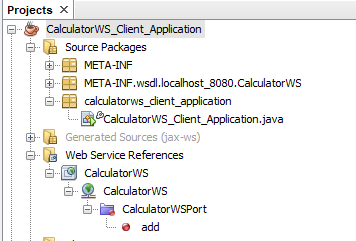 Projects
CalculatorWS_Client_Application
Source Packages
META-INF
META-INF.wsdl.localhost_8080.CalculatorWS
calculatorws_client_application
CalculatorWS_Client_Application.java
Generated Sources (jax-ws)
Web Service References
CalculatorWS
CalculatorWS
CalculatorWSPort
add